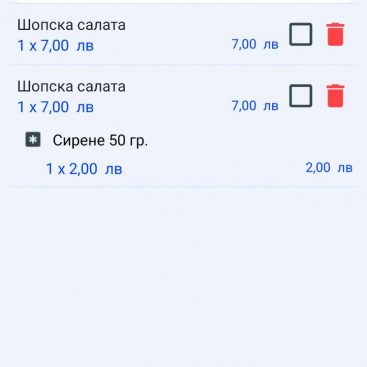 Шопска салата
1 x 7,00 лв 7,00 лв
Шопска салата
1 x 7,00 лв 7,00 лв
Сирене 50 гр.
1 x 2,00 лв 2,00 лв